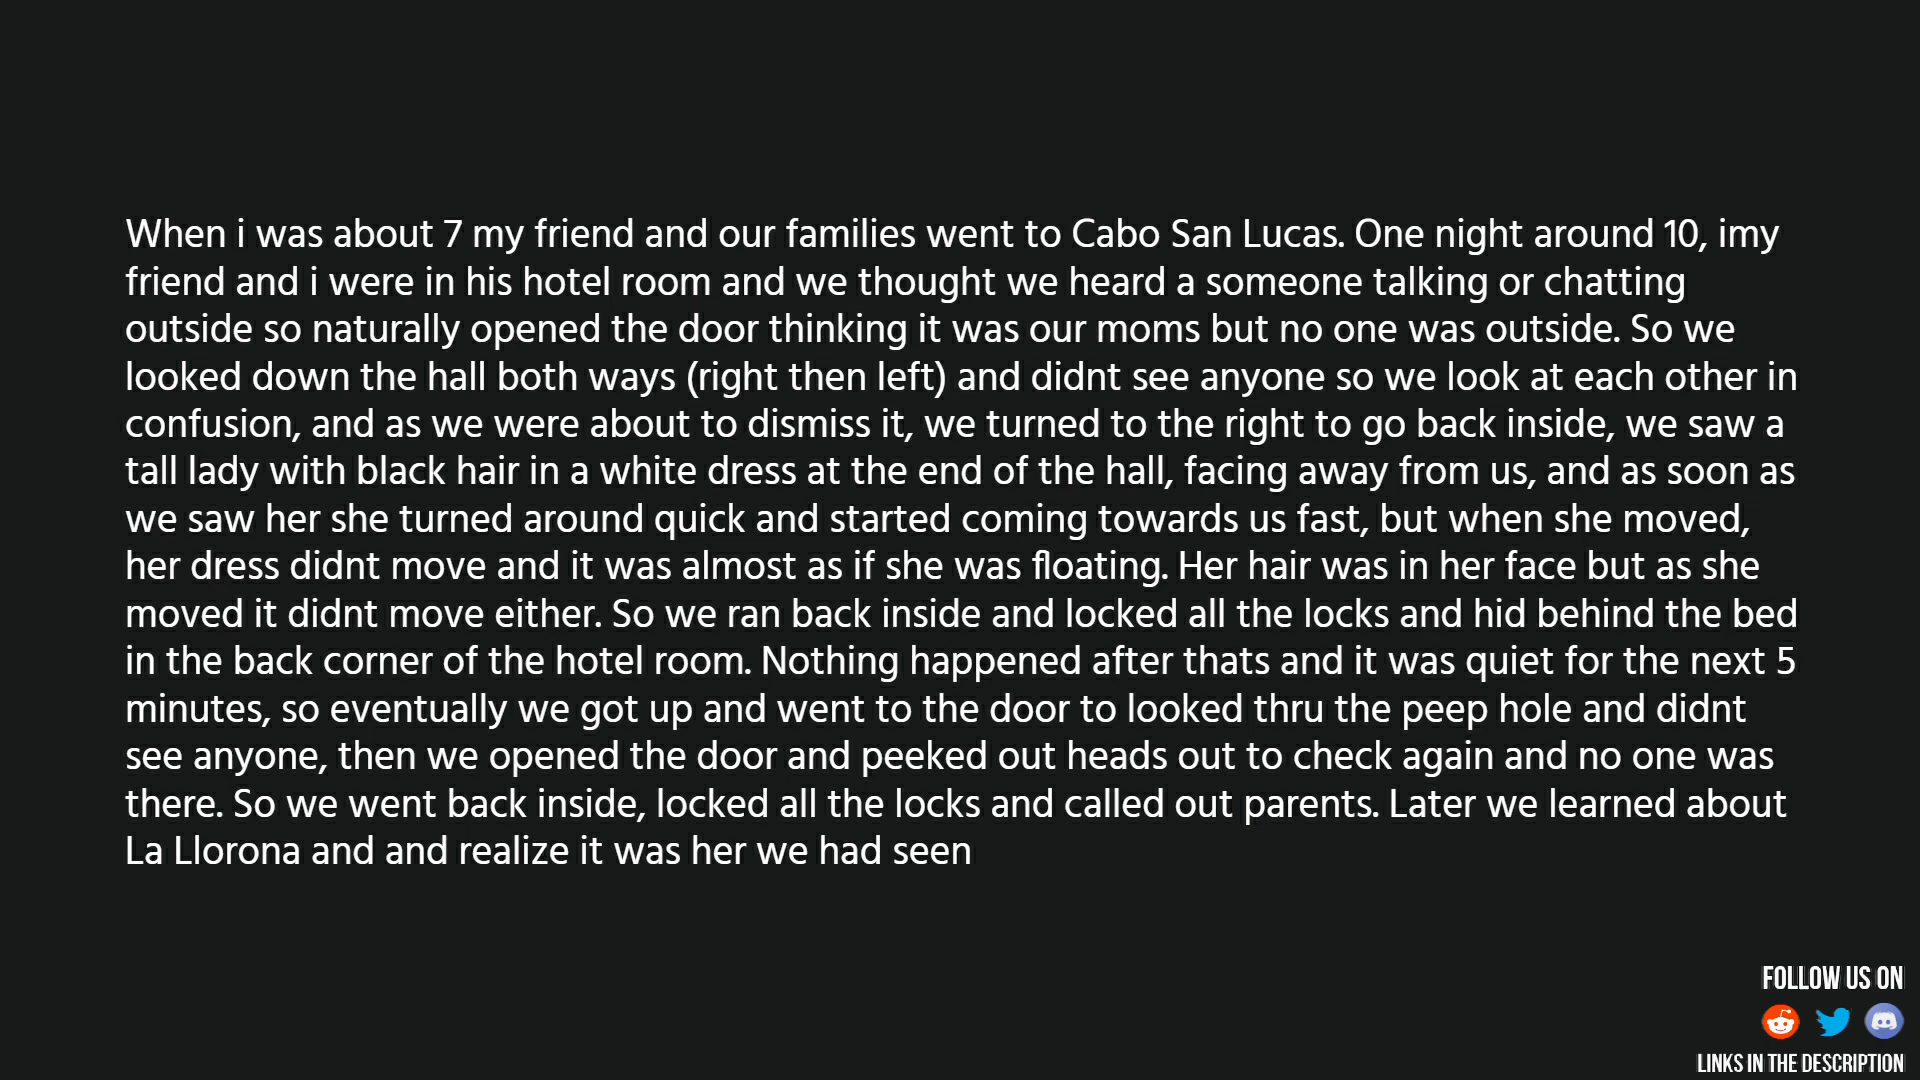 When i was about 7 my friend and our families went to Cabo San Lucas. One night around 10, imy
friend and i were in his hotel room and we thought we heard a someone talking or chatting
outside so naturally opened the door thinking it was our moms but no one was outside. So we
looked down the hall both ways (right then left) and didnt see anyone so we look at each other in
confusion, and as we were about to dismiss it, we turned to the right to go back inside, we saw a
tall lady with black hair in a white dress at the end of the hall, facing away from us, and as soon as
we saw her she turned around quick and started coming towards us fast, but when she moved,
her dress didnt move and it was almost as if she was floating. Her hair was in her face but as she
moved it didnt move either. So we ran back inside and locked all the locks and hid behind the bed
in the back corner of the hotel room. Nothing happened after thats and it was quiet for the next 5
minutes, so eventually we got up and went to the door to looked thru the peep hole and didnt
see anyone, then we opened the door and peeked out heads out to check again and no one was
there. So we went back inside, locked all the locks and called out parents. Later we learned about
La Llorona and and realize it was her we had seen
FOLLOW US ON
LINKS IN THE DESCRIPTION